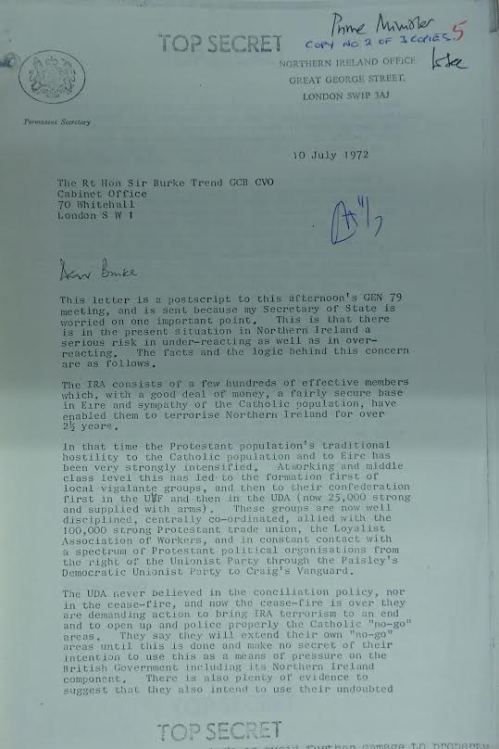 Prime Minister
5
TOP SECRET
COPY NO 2 OF 3 COPIES
NORTHERN IRELAND OFFICE
GREAT GEORGE STREET,
LONDON SW1P 3AJ
Permanent Secretary
10 July 1972
The Rt Hon Sir Burke Trend GCB CVO
Cabinet Office
70 Whitehall
London S W 1
Dear Burke
This letter is a postscript to this afternoon's GEN 79
meeting, and is sent because my Secretary of State is
worried on one important point. This is that there
is in the present situation in Northern Ireland a
serious risk in under-reacting as well as in over-
reacting. The facts and the logic behind this concern
are as follows.
The IRA consists of a few hundreds of effective members
which, with a good deal of money, a fairly secure base
in Eire and sympathy of the Catholic population, have
enabled them to terrorise Northern Ireland for over
2½ years.
In that time the Protestant population's traditional
hostility to the Catholic population and to Eire has
been very strongly intensified. Atworking and middle
class level this has led to the formation first of
local vigalante groups, and then to their confederation
first in the UVF and then in the UDA (now 25,000 strong
and supplied with arms). These groups are now well
disciplined, centrally co-ordinated, allied with the
100,000 strong Protestant trade union, the Loyalist
Association of Workers, and in constant contact with
a spectrum of Protestant political organisations from
the right of the Unionist Party through the Paisley's
Democratic Unionist Party to Craig's Vanguard.
The UDA never believed in the conciliation policy, nor
in the cease-fire, and now the cease-fire is over they
are demanding action to bring IRA terrorism to an end
and to open up and police properly the Catholic "no-go"
areas. They say they will extend their own "no-go"
areas until this is done and make no secret of their
intention to use this as a means of pressure on the
British Government including its Northern Ireland
component. There is also plenty of evidence to
suggest that they also intend to use their undoubted
TOP SECRET
further damage to property